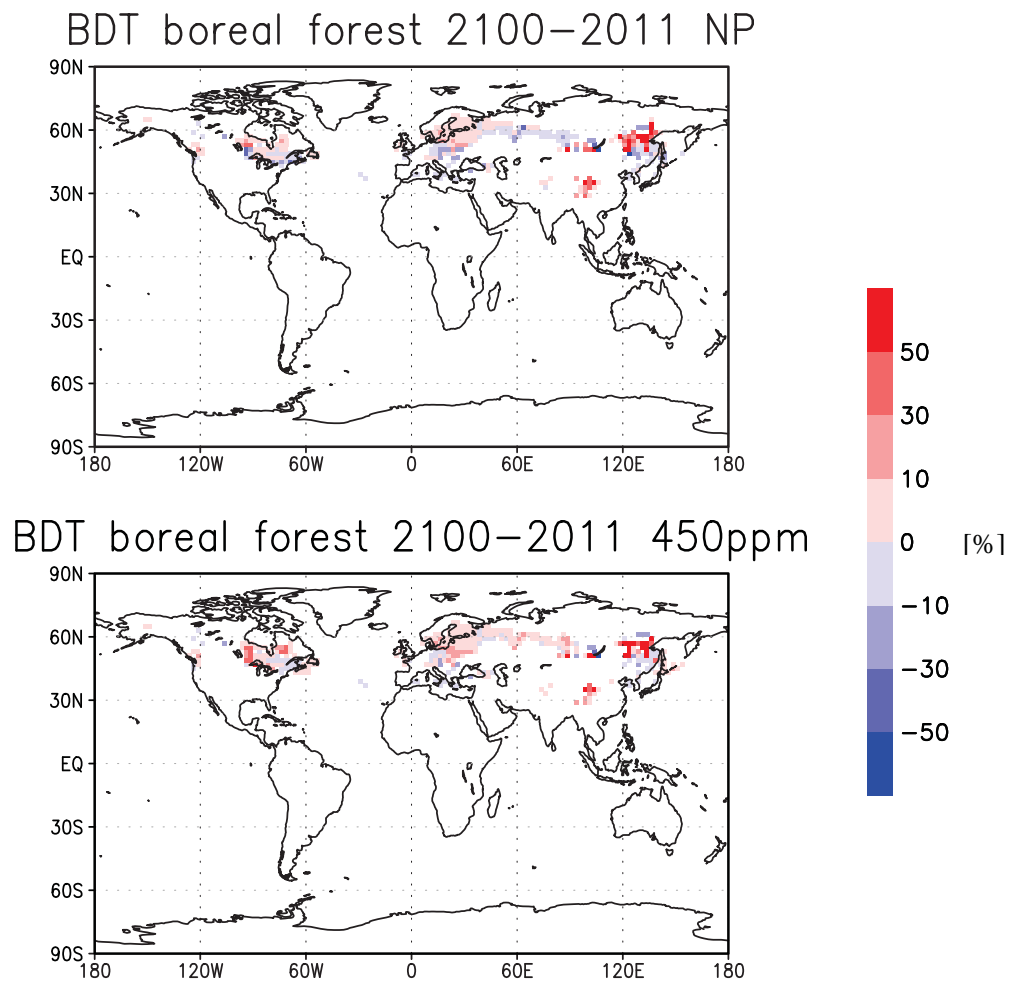 BDT boreal forest 2100−2011 NP
90N
60N
30N
EQ
30S
60S
90S
180 120W 60W 0 60E 120E 180
BDT boreal forest 2100−2011 450ppm
90N
60N
30N
EQ
30S
60S
90S
180 120W 60W 0 60E 120E 180
50
30
10
0
−10
−30
−50
[%]